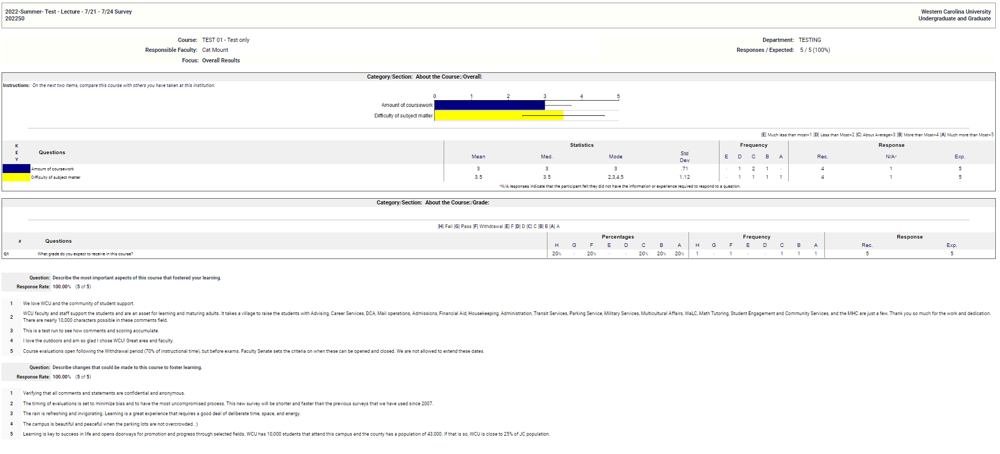 2022-Summer- Test - Lecture - 7/21 - 7/24 Survey
202250
Western Carolina University
Undergraduate and Graduate
Course: TEST 01 - Test only
Responsible Faculty: Cat Mount
Focus: Overall Results
Department: TESTING
Responses / Expected: 5 / 5 (100%)
Category/Section: About the Course:/Overall:
Instructions: On the next two items, compare this course with others you have taken at this institution.
0 1 2 3 4 5
Amount of coursework
Difficulty of subject matter
[E] Much less than most=1 [D] Less than Most=2 [C] About Average=3 [B] More than Most=4 [A] Much more than Most=5
K E Y Questions Statistics Frequency Response
Mean Med. Mode Std Dev E D C B A Rec. N/A* Exp.
Amount of coursework 3 3 3 .71 - 1 2 1 - 4 1 5
Difficulty of subject matter 3.5 3.5 2,3,4,5 1.12 - 1 1 1 1 4 1 5
*N/A responses indicate that the participant felt they did not have the information or experience required to respond to a question.
Category/Section: About the Course:/Grade:
[H] Fail [G] Pass [F] Withdrawal [E] F [D] D [C] C [B] B [A] A
# Questions Percentages Frequency Response
H G F E D C B A H G F E D C B A Rec. Exp.
Q1 What grade do you expect to receive in this course? 20% - 20% - - 20% 20% 20% 1 - 1 - - 1 1 1 5 5
Question: Describe the most important aspects of this course that fostered your learning.
Response Rate: 100.00% (5 of 5)
1 We love WCU and the community of student support.
2 WCU faculty and staff support the students and are an asset for learning and maturing adults. It takes a village to raise the students with Advising, Career Services, DCA, Mail operations, Admissions, Financial Aid, Housekeeping, Administration, Transit Services, Parking Service, Military Services, Multicultural Affairs, WaLC, Math Tutoring, Student Engagement and Community Services, and the MHC are just a few. Thank you so much for the work and dedication.
There are nearly 10,000 characters possible in these comments field.
3 This is a test run to see how comments and scoring accumulate.
4 I love the outdoors and am so glad I chose WCU! Great area and faculty.
5 Course evaluations open following the Withdrawal period (70% of instructional time), but before exams. Faculty Senate sets the criteria on when these can be opened and closed. We are not allowed to extend these dates.
Question: Describe changes that could be made to this course to foster learning.
Response Rate: 100.00% (5 of 5)
1 Verifying that all comments and statements are confidential and anonymous.
2 The timing of evaluations is set to minimize bias and to have the most uncompromised process. This new survey will be shorter and faster than the previous surveys that we have used since 2007.
3 The rain is refreshing and invigorating. Learning is a great experience that requires a good deal of deliberate time, space, and energy.
4 The campus is beautiful and peaceful when the parking lots are not overcrowded. :)
5 Learning is key to success in life and opens doorways for promotion and progress through selected fields. WCU has 10,000 students that attend this campus and the county has a population of 43,000. If that is so, WCU is close to 25% of JC population.